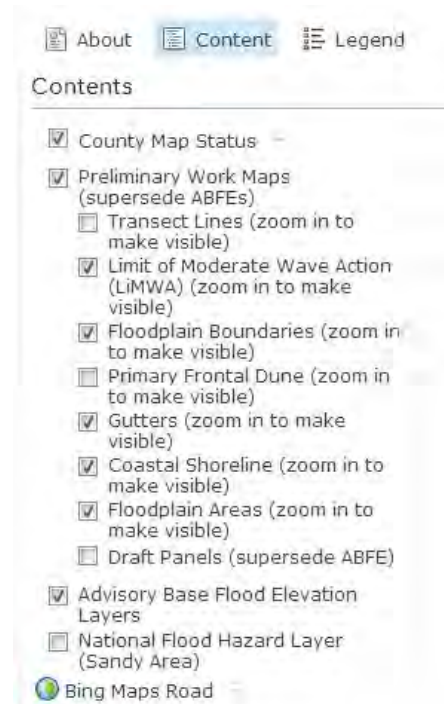 About Content Legend
Contents
County Map Status
Preliminary Work Maps
(supersede ABFEs)
Transect Lines (zoom in to
make visible)
Limit of Moderate Wave Action
(LiMWA) (zoom in to make
visible)
Floodplain Boundaries (zoom in
to make visible)
Primary Frontal Dune (zoom in
to make visible)
Gutters (zoom in to make
visible)
Coastal Shoreline (zoom in to
make visible)
Floodplain Areas (zoom in to
make visible)
Draft Panels (supersede ABFE)
Advisory Base Flood Elevation
Layers
National Flood Hazard Layer
(Sandy Area)
Bing Maps Road